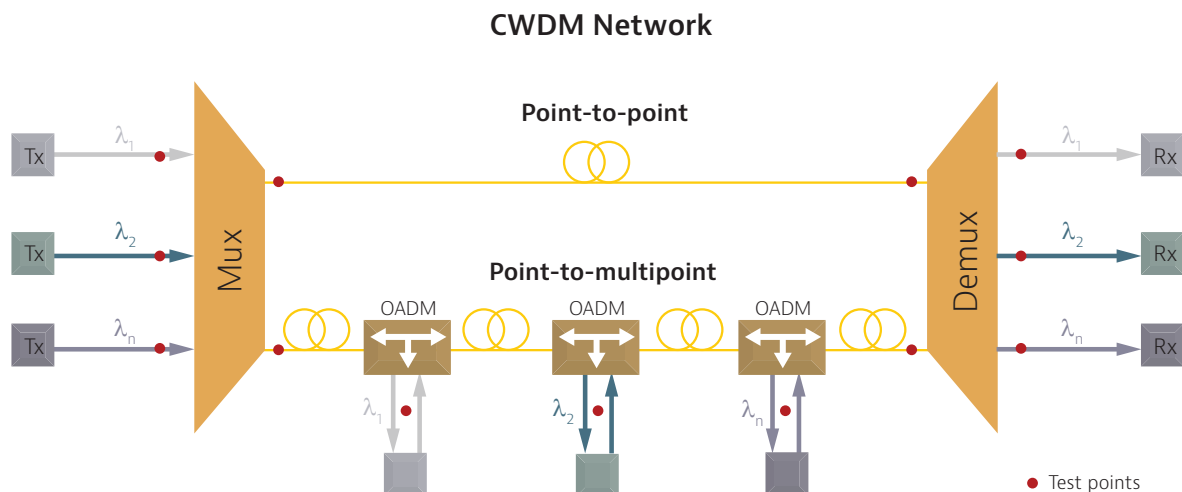 CWDM Network
Point-to-point
Tx
λ1
λ1
Rx
Tx
λ2
λ2
Rx
Mux
Demux
Point-to-multipoint
OADM
OADM
OADM
Tx
λn
λn
Rx
λ1
λ2
λn
Test points